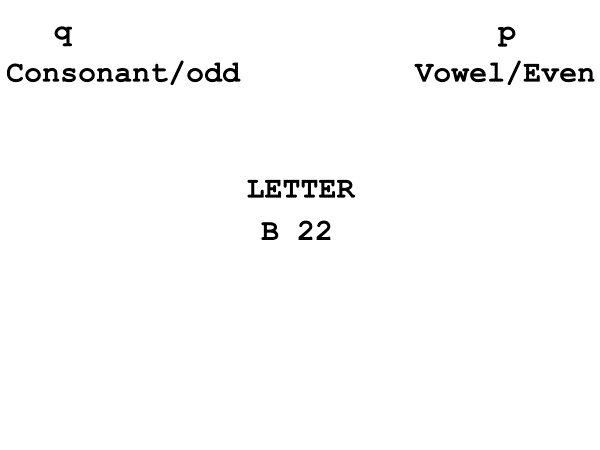 q p
Consonant/odd Vowel/Even
LETTER
B 22